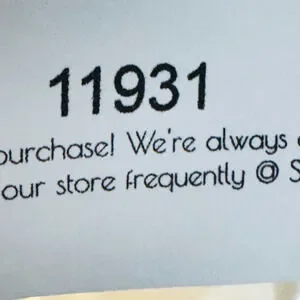 11931
purchase! We're always
our store frequently @